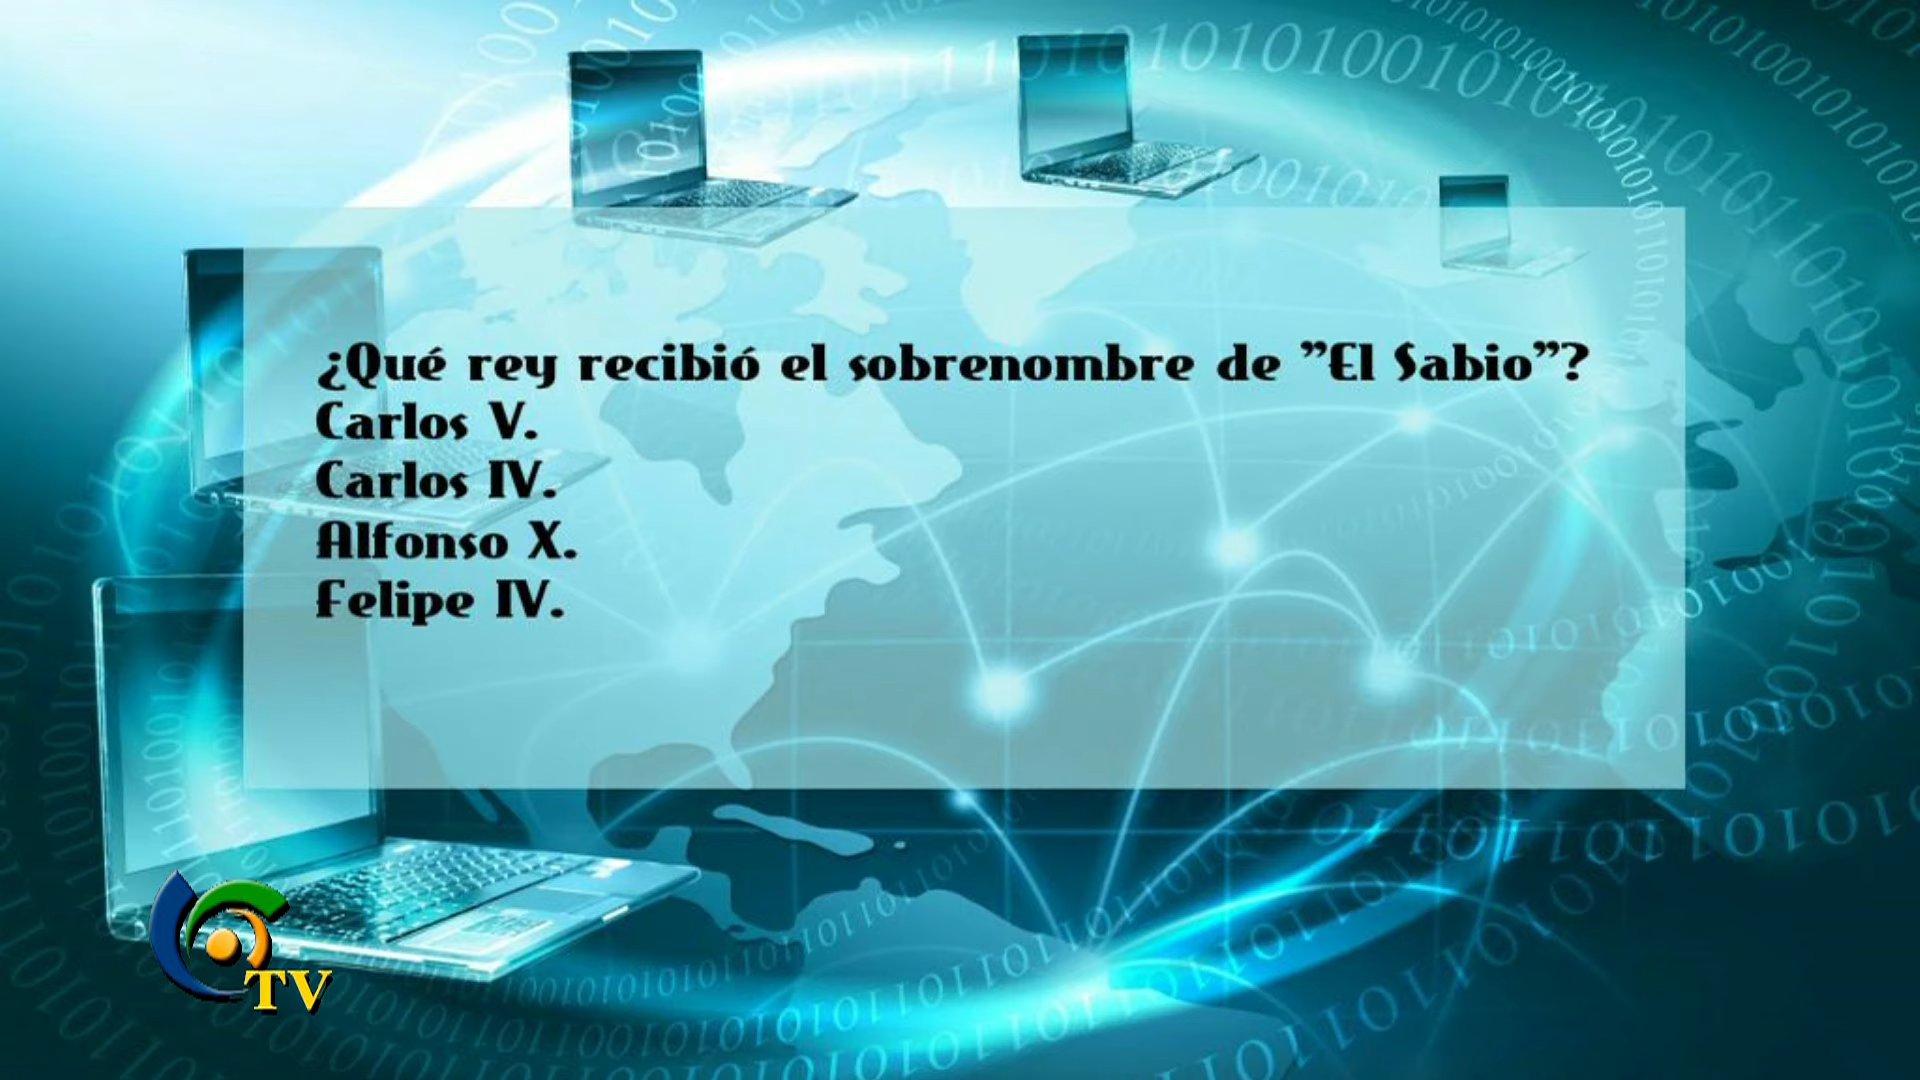 ¿Qué rey recibió el sobrenombre de "El Sabio"?
Carlos V.
Carlos IV.
Alfonso X.
Felipe IV.
TV